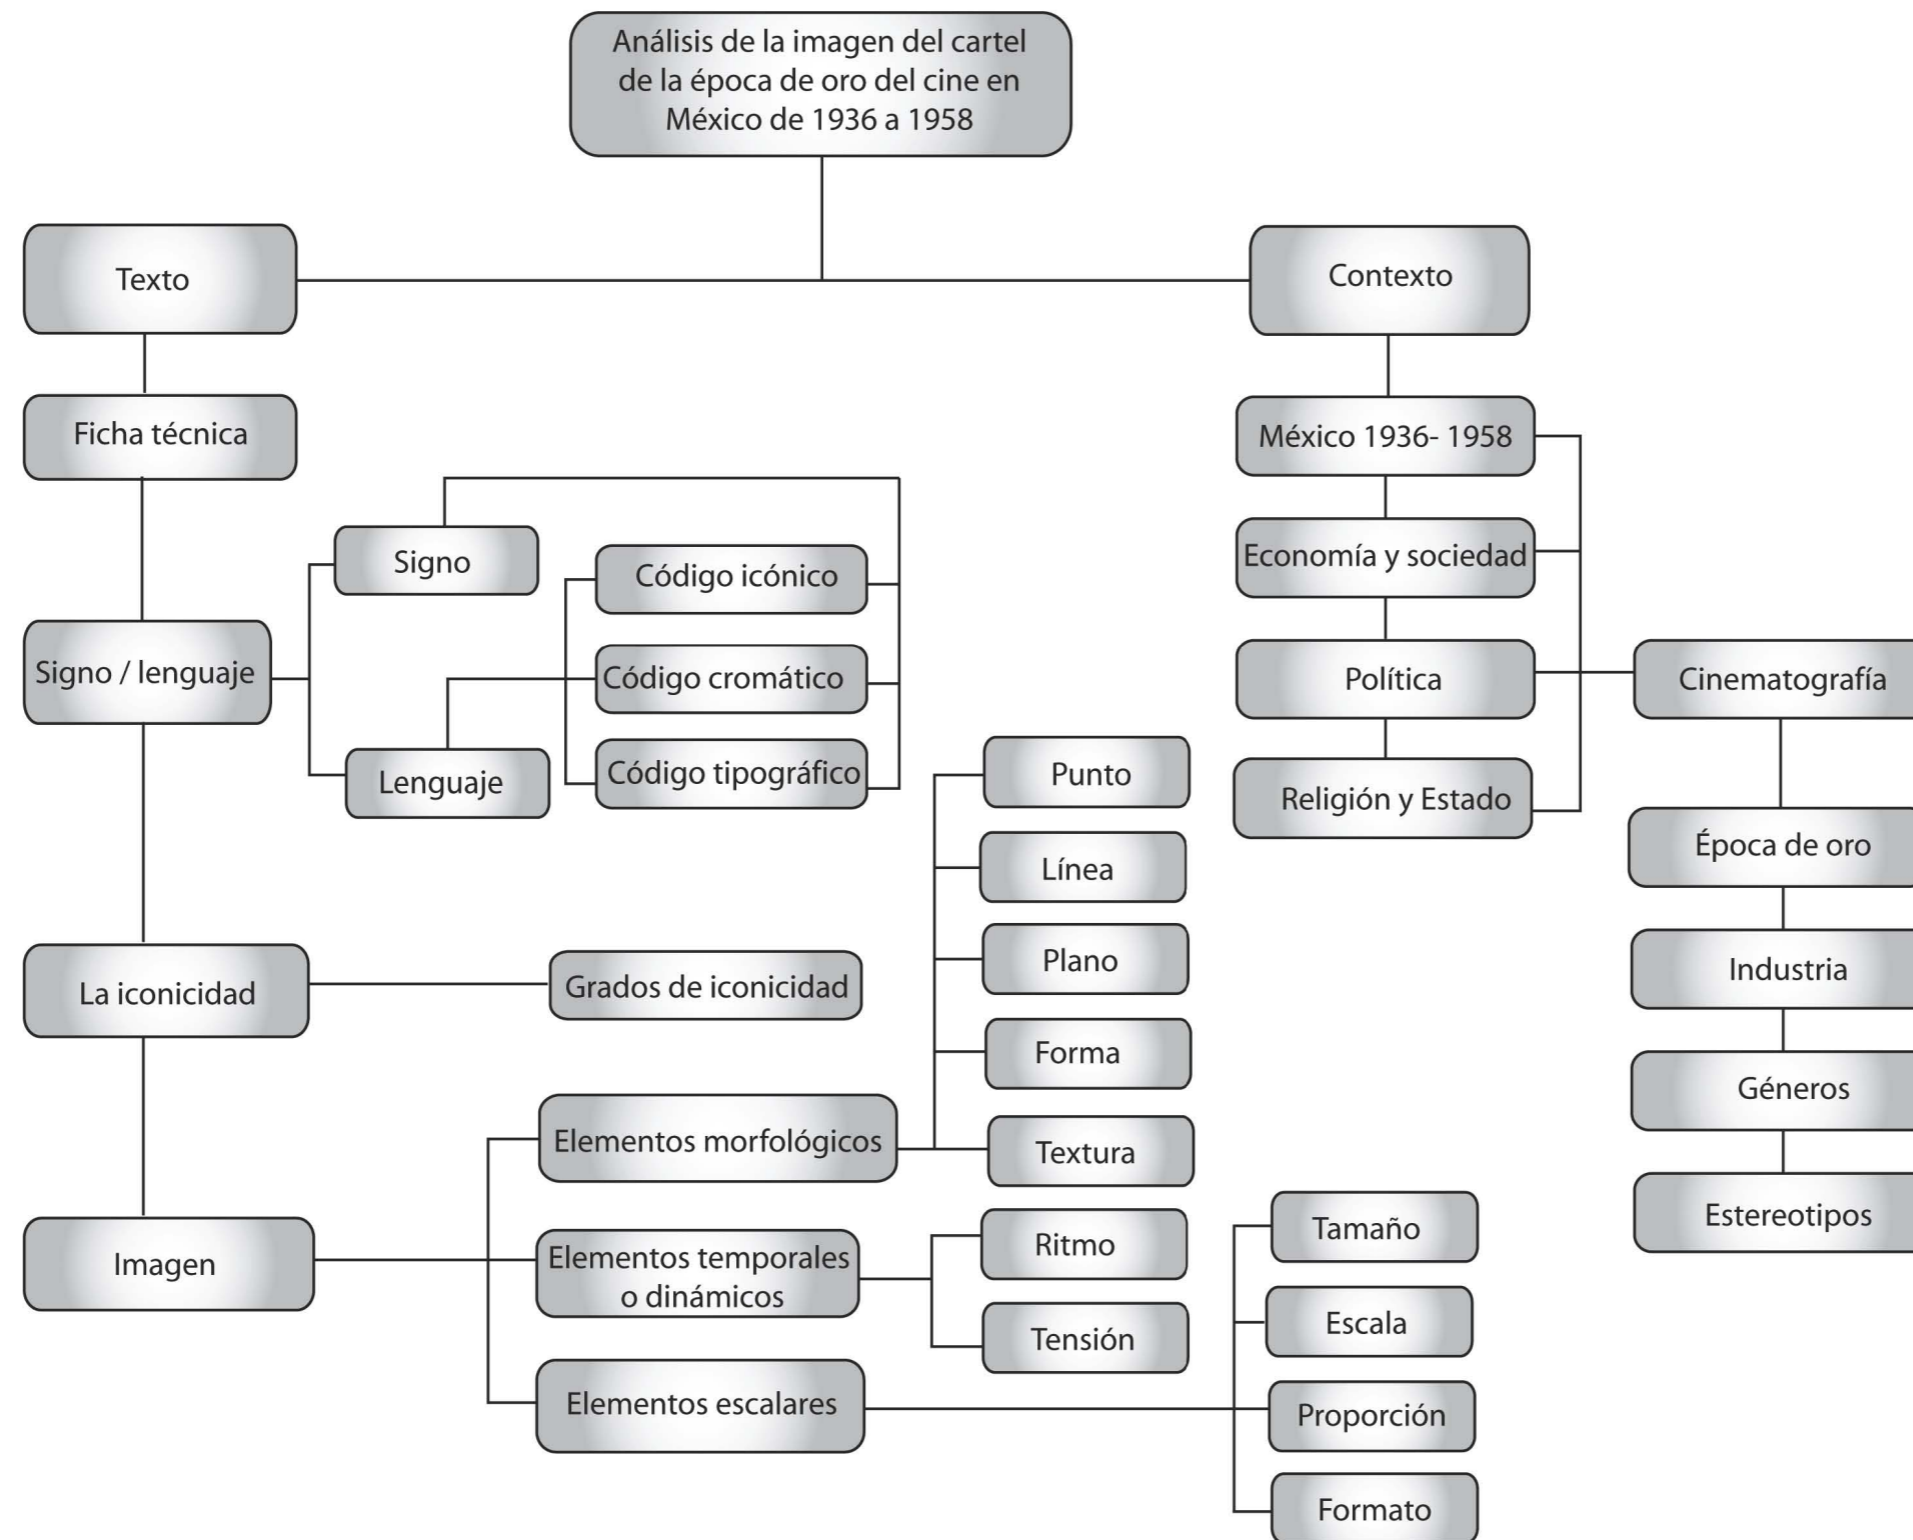 Análisis de la imagen del cartel
de la época de oro del cine en
México de 1936 a 1958
Texto
Contexto
Ficha técnica
México 1936- 1958
Signo
Código icónico
Economía y sociedad
Signo / lenguaje
Código cromático
Política
Cinematografía
Lenguaje
Código tipográfico
Punto
Religión y Estado
Línea
Época de oro
La iconicidad
Grados de iconicidad
Plano
Industria
Forma
Géneros
Elementos morfológicos
Textura
Estereotipos
Imagen
Elementos temporales
o dinámicos
Ritmo
Tamaño
Tensión
Escala
Elementos escalares
Proporción
Formato